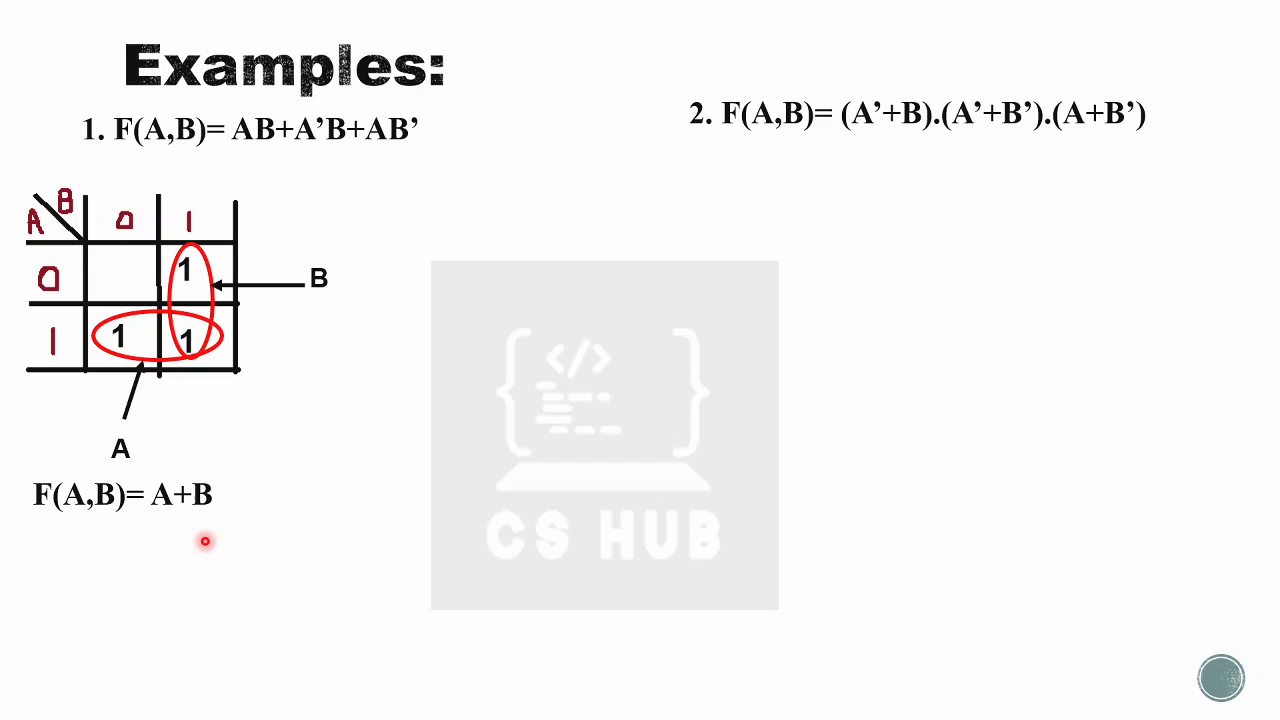 Examples:
1. F(A,B)= AB+A’B+AB’
2. F(A,B)= (A’+B).(A’+B’).(A+B’)
B
A
0 1
0 1
B
1 1 1
A
F(A,B)= A+B
</>
CS HUB